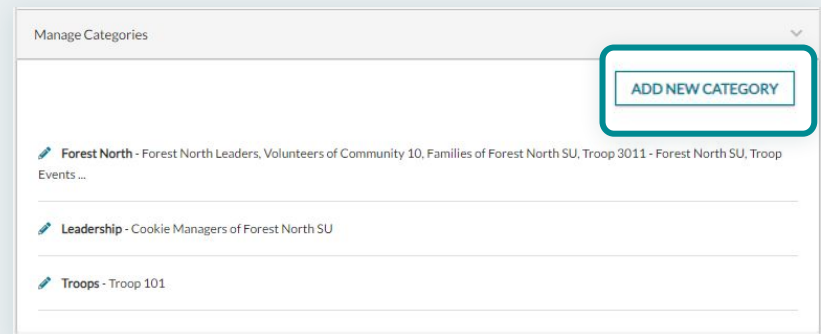 Manage Categories
ADD NEW CATEGORY
Forest North - Forest North Leaders, Volunteers of Community 10, Families of Forest North SU, Troop 3011 - Forest North SU, Troop
Events ...
Leadership - Cookie Managers of Forest North SU
Troops - Troop 101